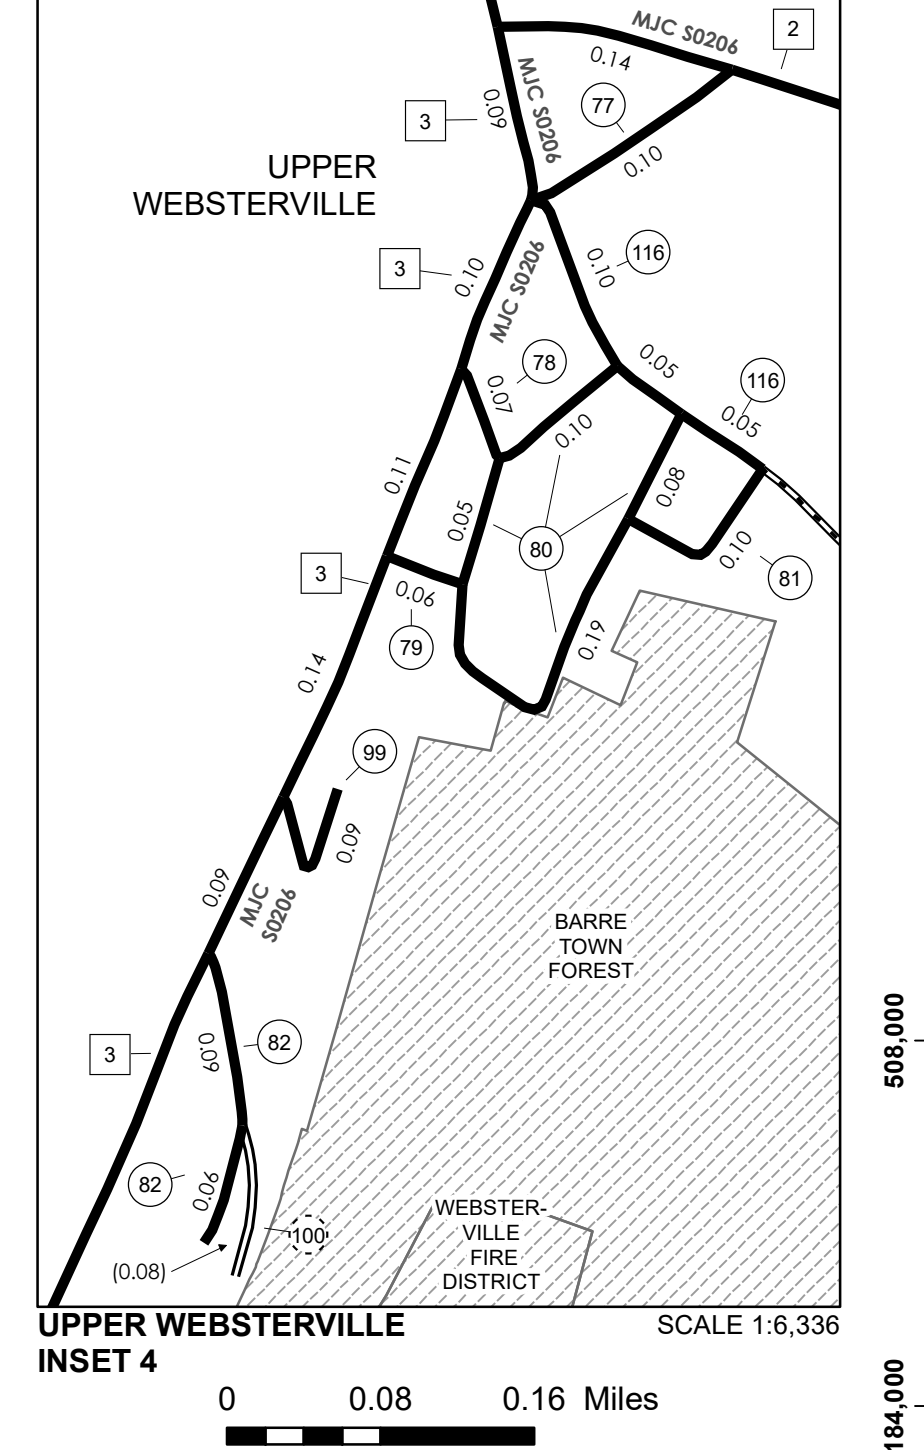 MJC S0206
2
0.14
MJC S0206
77
0.09
3
0.10
UPPER
WEBSTERVILLE
116
0.10
3
0.10
MJC S0206
78
0.05
116
0.07
0.05
0.10
0.11
0.08
0.05
80
0.10
3
81
0.06
79
0.19
0.14
99
0.09
0.09
MJC
S0206
BARRE
TOWN
FOREST
82
0.09
3
508,000
82
0.06
WEBSTER-
VILLE
FIRE
DISTRICT
100
(0.08)
UPPER WEBSTERVILLE
SCALE 1:6,336
INSET 4
0 0.08 0.16 Miles
184,000